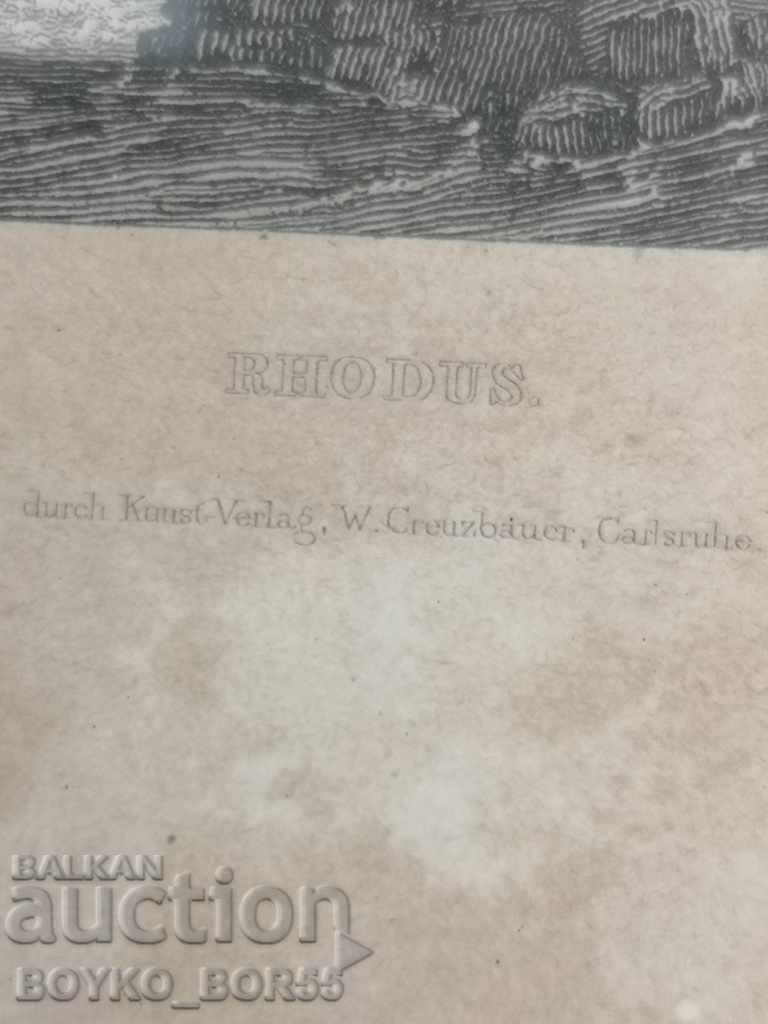 RHODUS.
durch Kunst-Verlag, W. Creuzbauer, Carlsruhe.
BALKAN
auction
BOYKO_BOR55